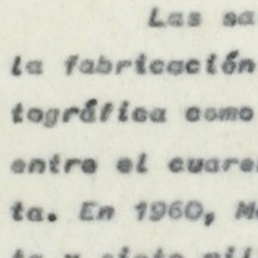 Las sa
la fabricación
tográfica como
entre el cuare
ta. En 1960, M